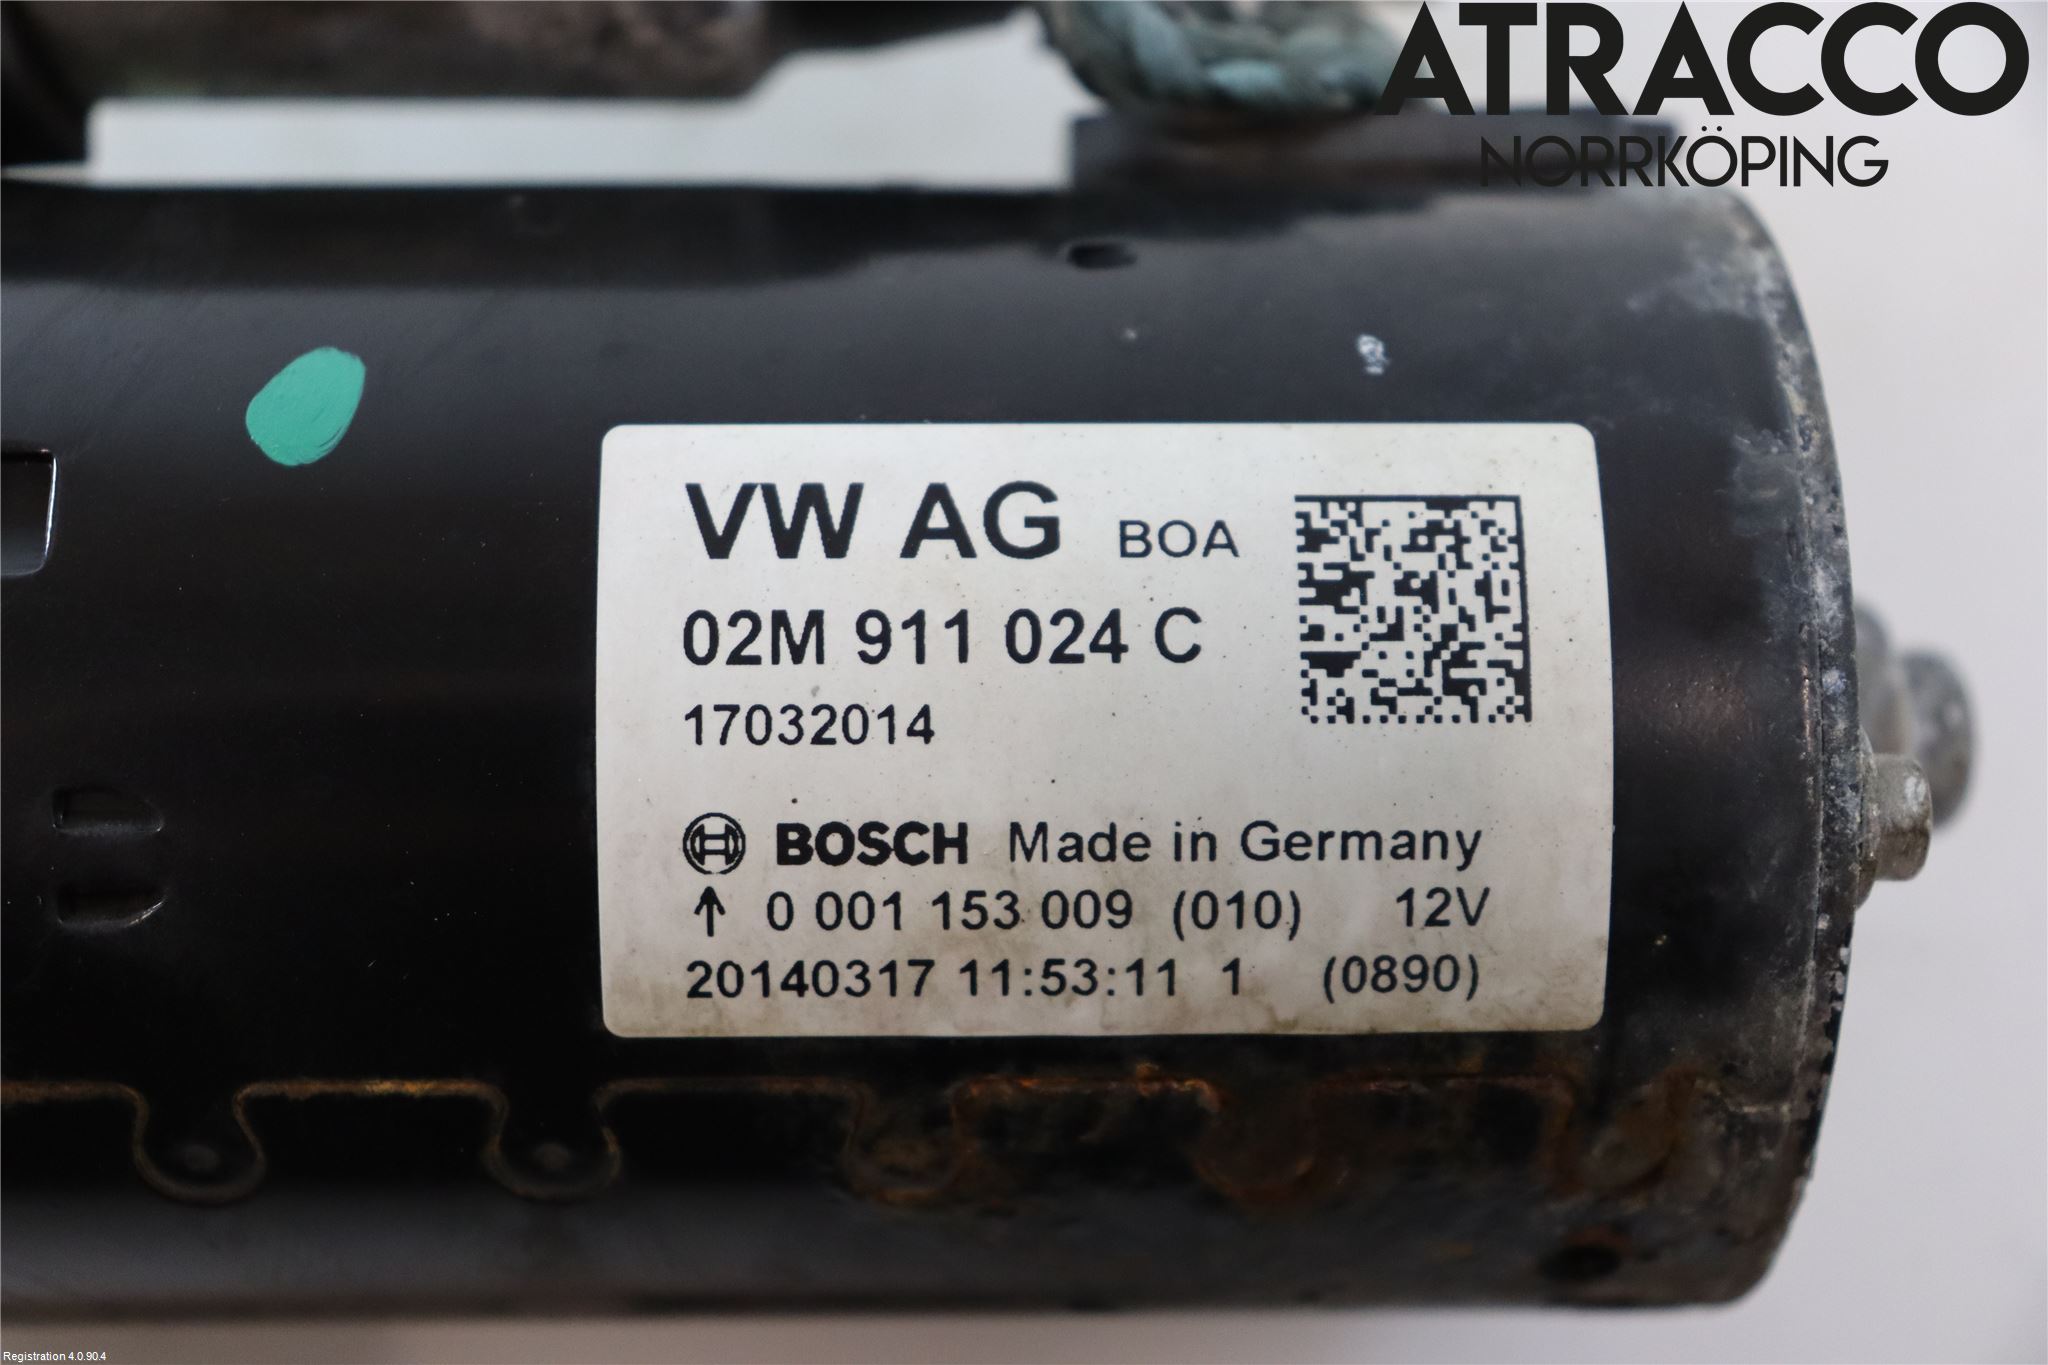 ATRACCO
NORRKÖPING
VW AG BOA
02M 911 024 C
17032014
BOSCH Made in Germany
↑ 0 001 153 009 (010) 12V
20140317 11:53:11 1 (0890)
Registration 4.0.90.4